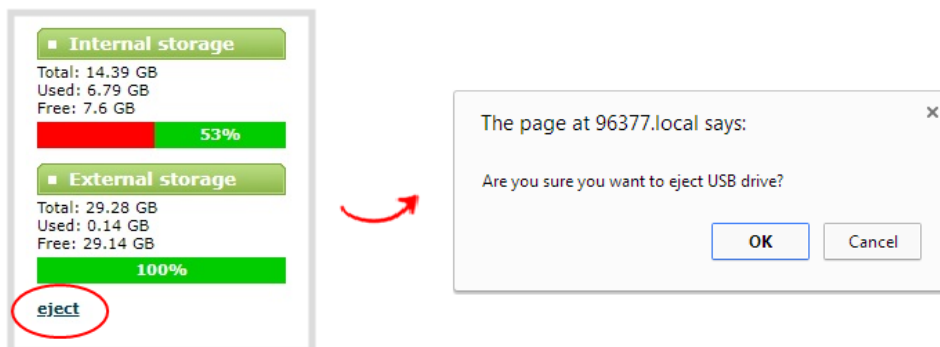 Internal storage
Total: 14.39 GB
Used: 6.79 GB
Free: 7.6 GB
53%
External storage
Total: 29.28 GB
Used: 0.14 GB
Free: 29.14 GB
100%
eject
The page at 96377.local says:
Are you sure you want to eject USB drive?
OK Cancel